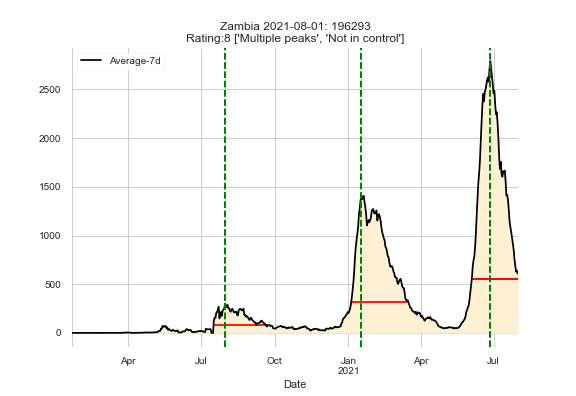 Zambia 2021-08-01: 196293
Rating:8 ['Multiple peaks', 'Not in control']
Average-7d
2500
2000
1500
1000
500
0
Apr
Jul
Oct
Jan
2021
Apr
Jul
Date